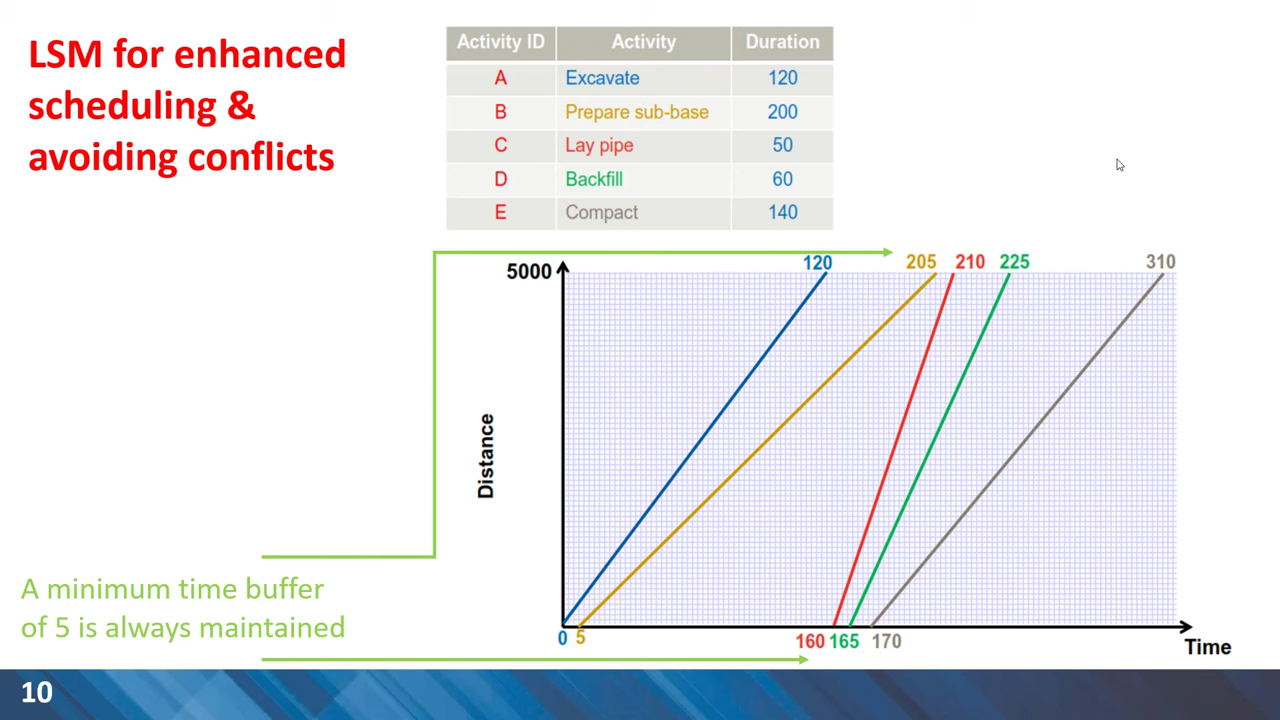 LSM for enhanced
scheduling &
avoiding conflicts
Activity ID Activity Duration
A Excavate 120
B Prepare sub-base 200
C Lay pipe 50
D Backfill 60
E Compact 140
5000
120 205 210 225 310
Distance
A minimum time buffer
of 5 is always maintained
0 5 160 165 170
Time
10